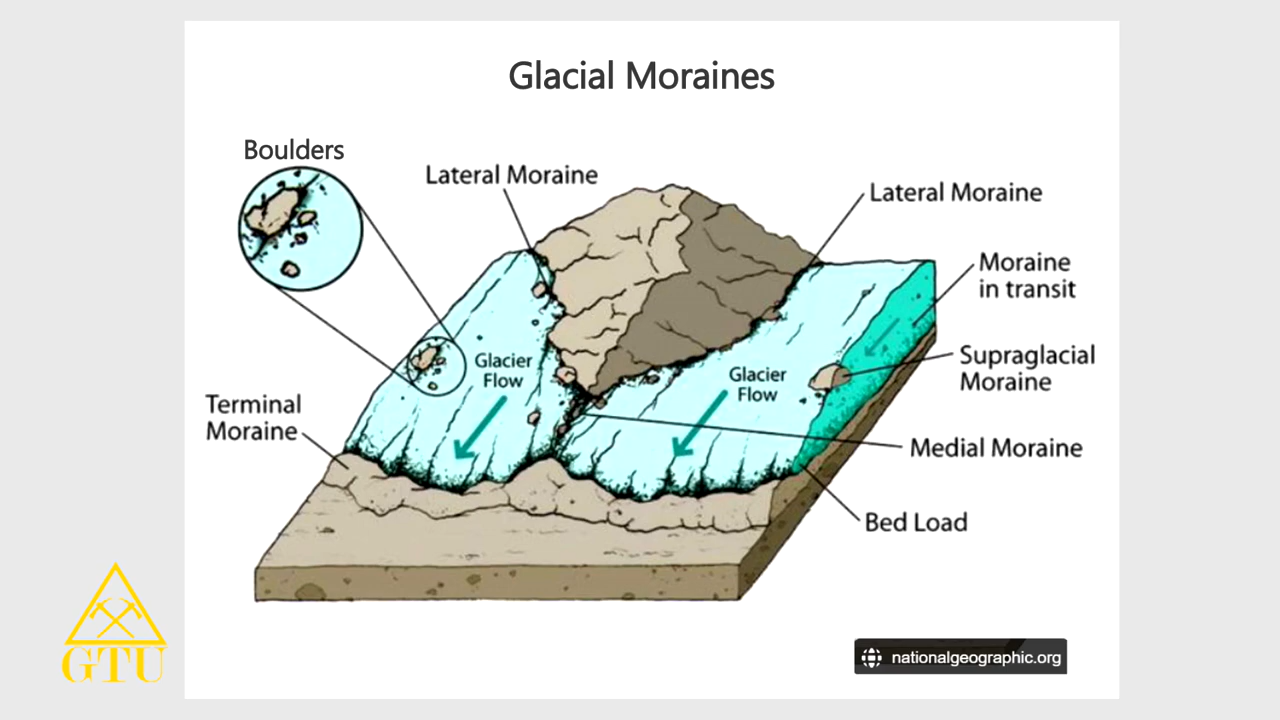 Glacial Moraines
Boulders
Lateral Moraine
Lateral Moraine
Moraine
in transit
Glacier
Flow
Glacier
Flow
Supraglacial
Moraine
Terminal
Moraine
Medial Moraine
Bed Load
GTU
nationalgeographic.org